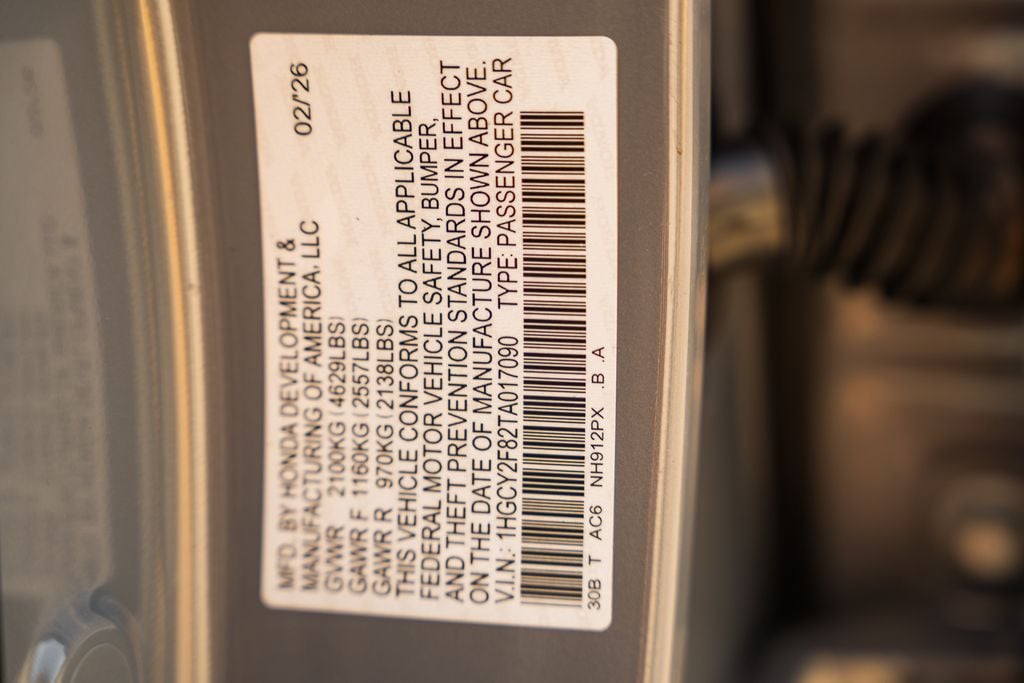 MFD. BY HONDA DEVELOPMENT & 02/'26
MANUFACTURING OF AMERICA, LLC
GVWR 2100KG (4629LBS)
GAWR F 1160KG (2557LBS)
GAWR R 970KG (2138LBS)
THIS VEHICLE CONFORMS TO ALL APPLICABLE
FEDERAL MOTOR VEHICLE SAFETY, BUMPER,
AND THEFT PREVENTION STANDARDS IN EFFECT
ON THE DATE OF MANUFACTURE SHOWN ABOVE.
V.I.N.: 1HGCY2F82TA017090 TYPE: PASSENGER CAR
30B T AC6 NH912PX .B .A